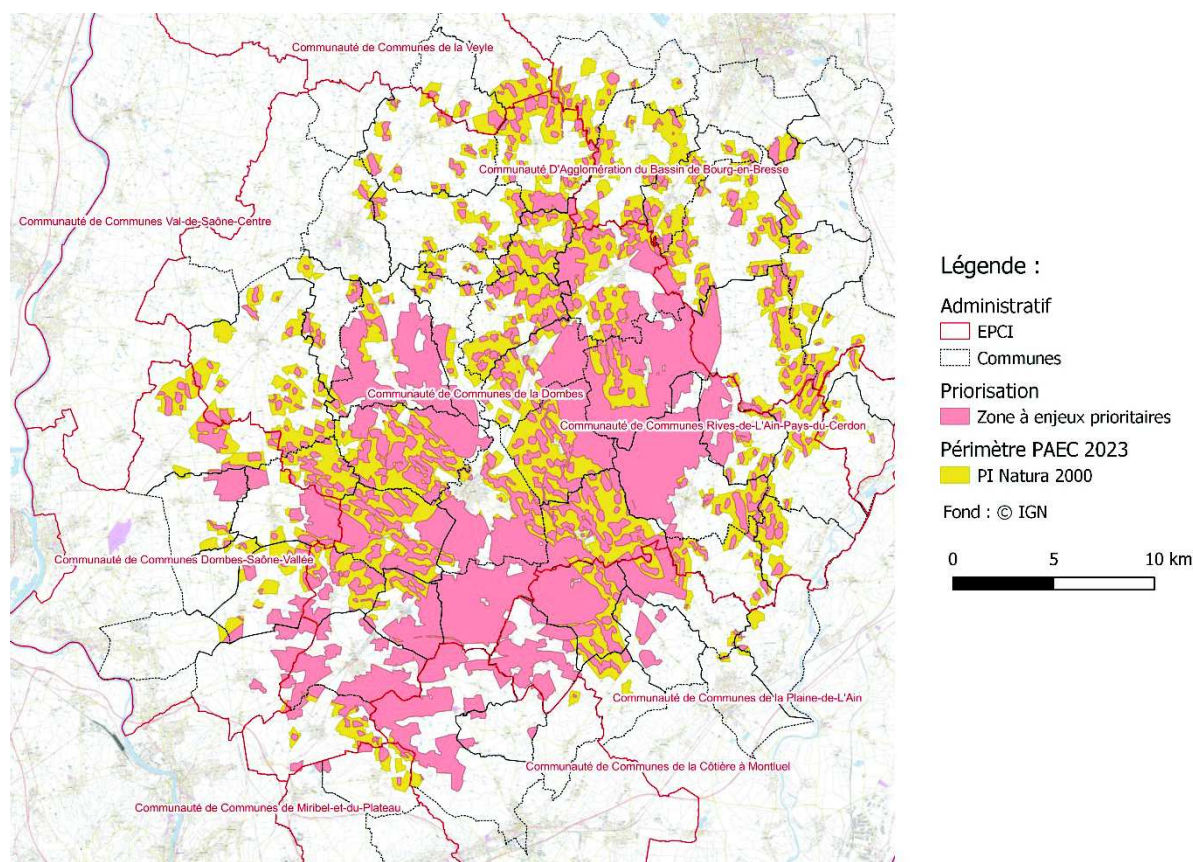 Communauté de Communes de la Veyle
Communauté D'Agglomération du Bassin de Bourg-en-Bresse
Communauté de Communes Val-de-Saône-Centre
Communauté de Communes de la Dombes
Communauté de Communes Rives-de-L'Ain-Pays-du-Cerdon
Communauté de Communes Dombes-Saône-Vallée
Communauté de Communes de la Plaine-de-L'Ain
Communauté de Communes de la Côtière à Montluel
Communauté de Communes de Miribel-et-du-Plateau
Légende :
Administratif
EPCI
Communes
Priorisation
Zone à enjeux prioritaires
Périmètre PAEC 2023
PI Natura 2000
Fond : © IGN
0 5 10 km